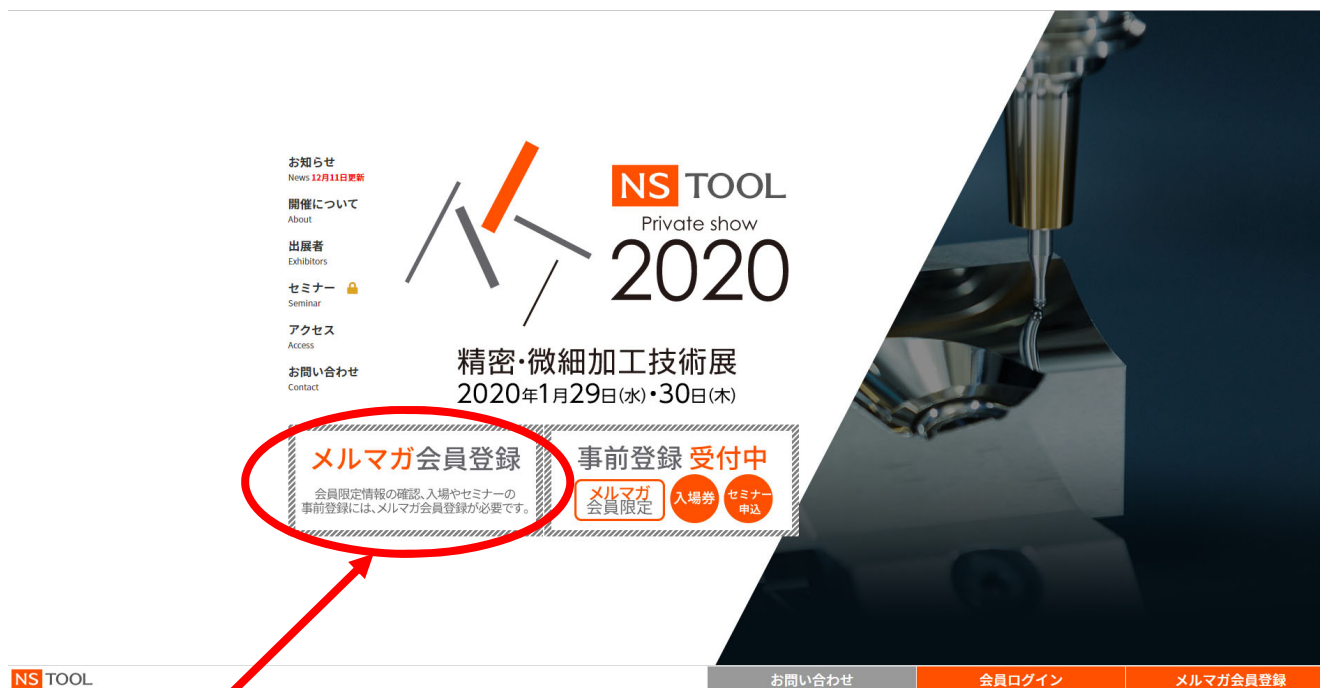 お知らせ
News 12月11日更新
開催について
About
出展者
Exhibitors
セミナー
Seminar
アクセス
Access
お問い合わせ
Contact
NS TOOL
Private show
2020
精密・微細加工技術展
2020年1月29日(水)・30日(木)
メルマガ会員登録
会員限定情報の確認、入場やセミナーの
事前登録には、メルマガ会員登録が必要です。
事前登録 受付中
メルマガ
会員限定
入場券
セミナー
申込
NS TOOL
お問い合わせ
会員ログイン
メルマガ会員登録